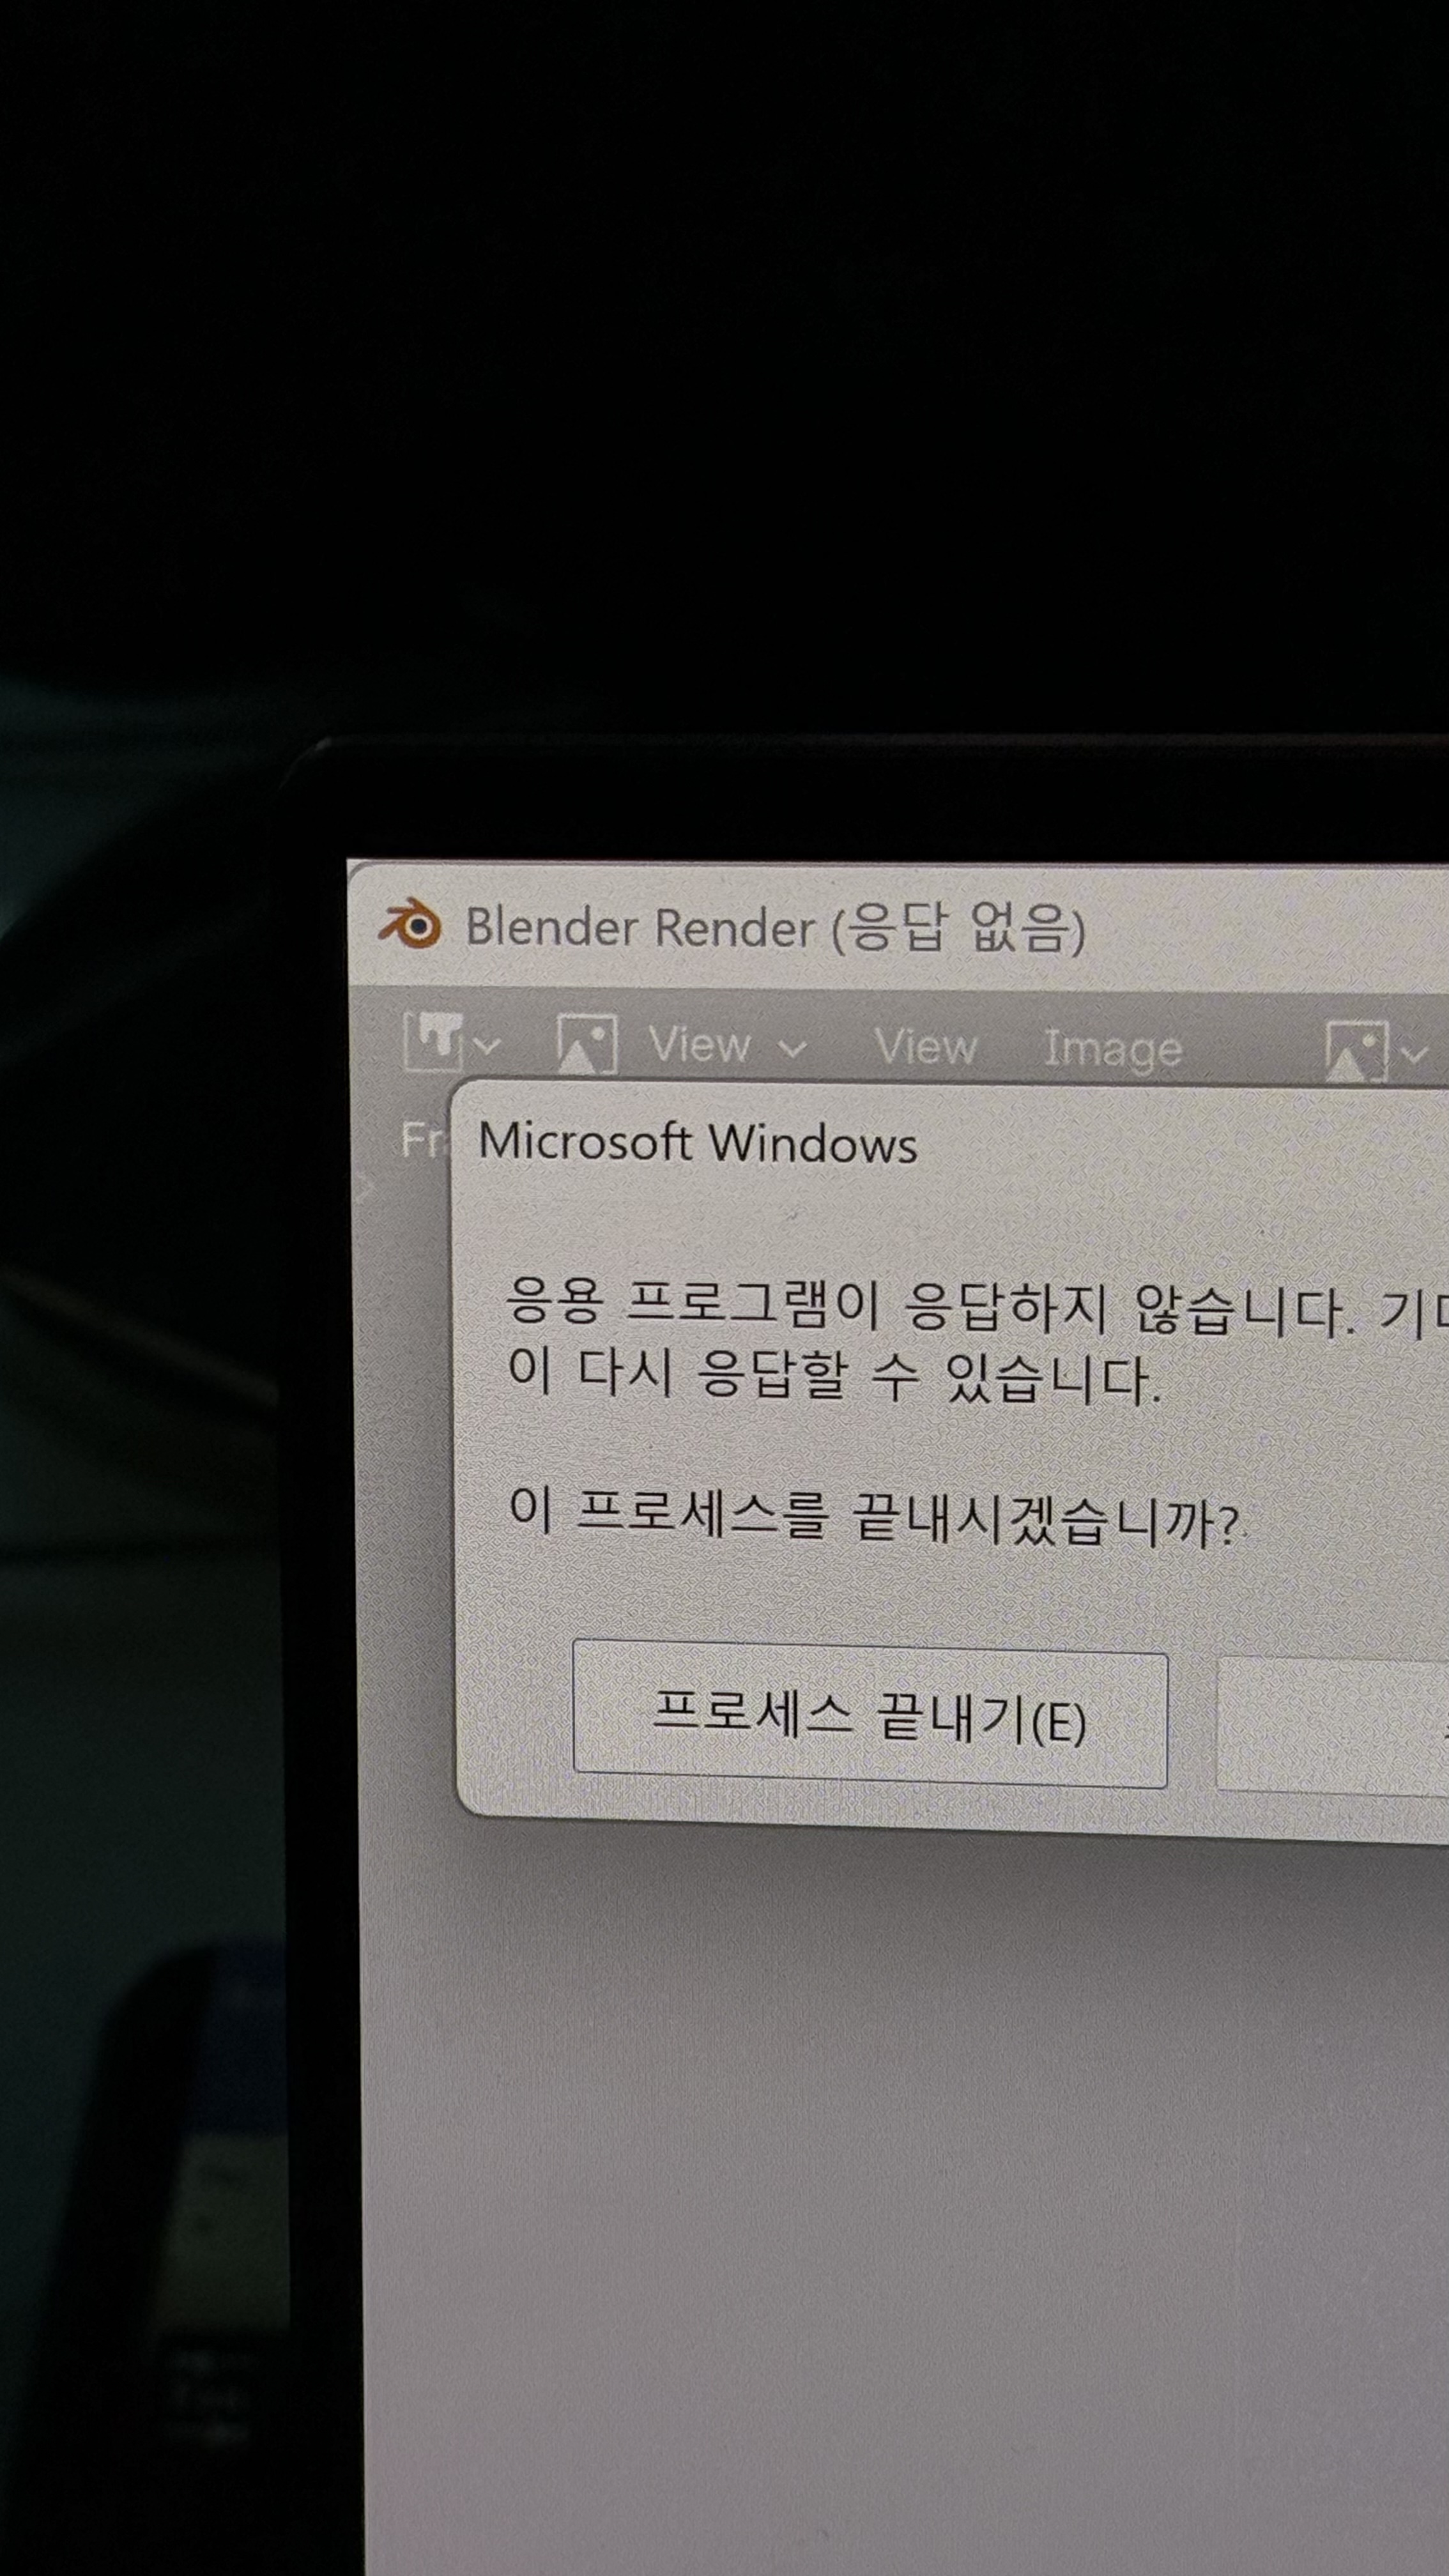 Blender Render (응답 없음)
View View Image
Microsoft Windows
응용 프로그램이 응답하지 않습니다.
이 다시 응답할 수 있습니다.
이 프로세스를 끝내시겠습니까?
프로세스 끝내기(E)